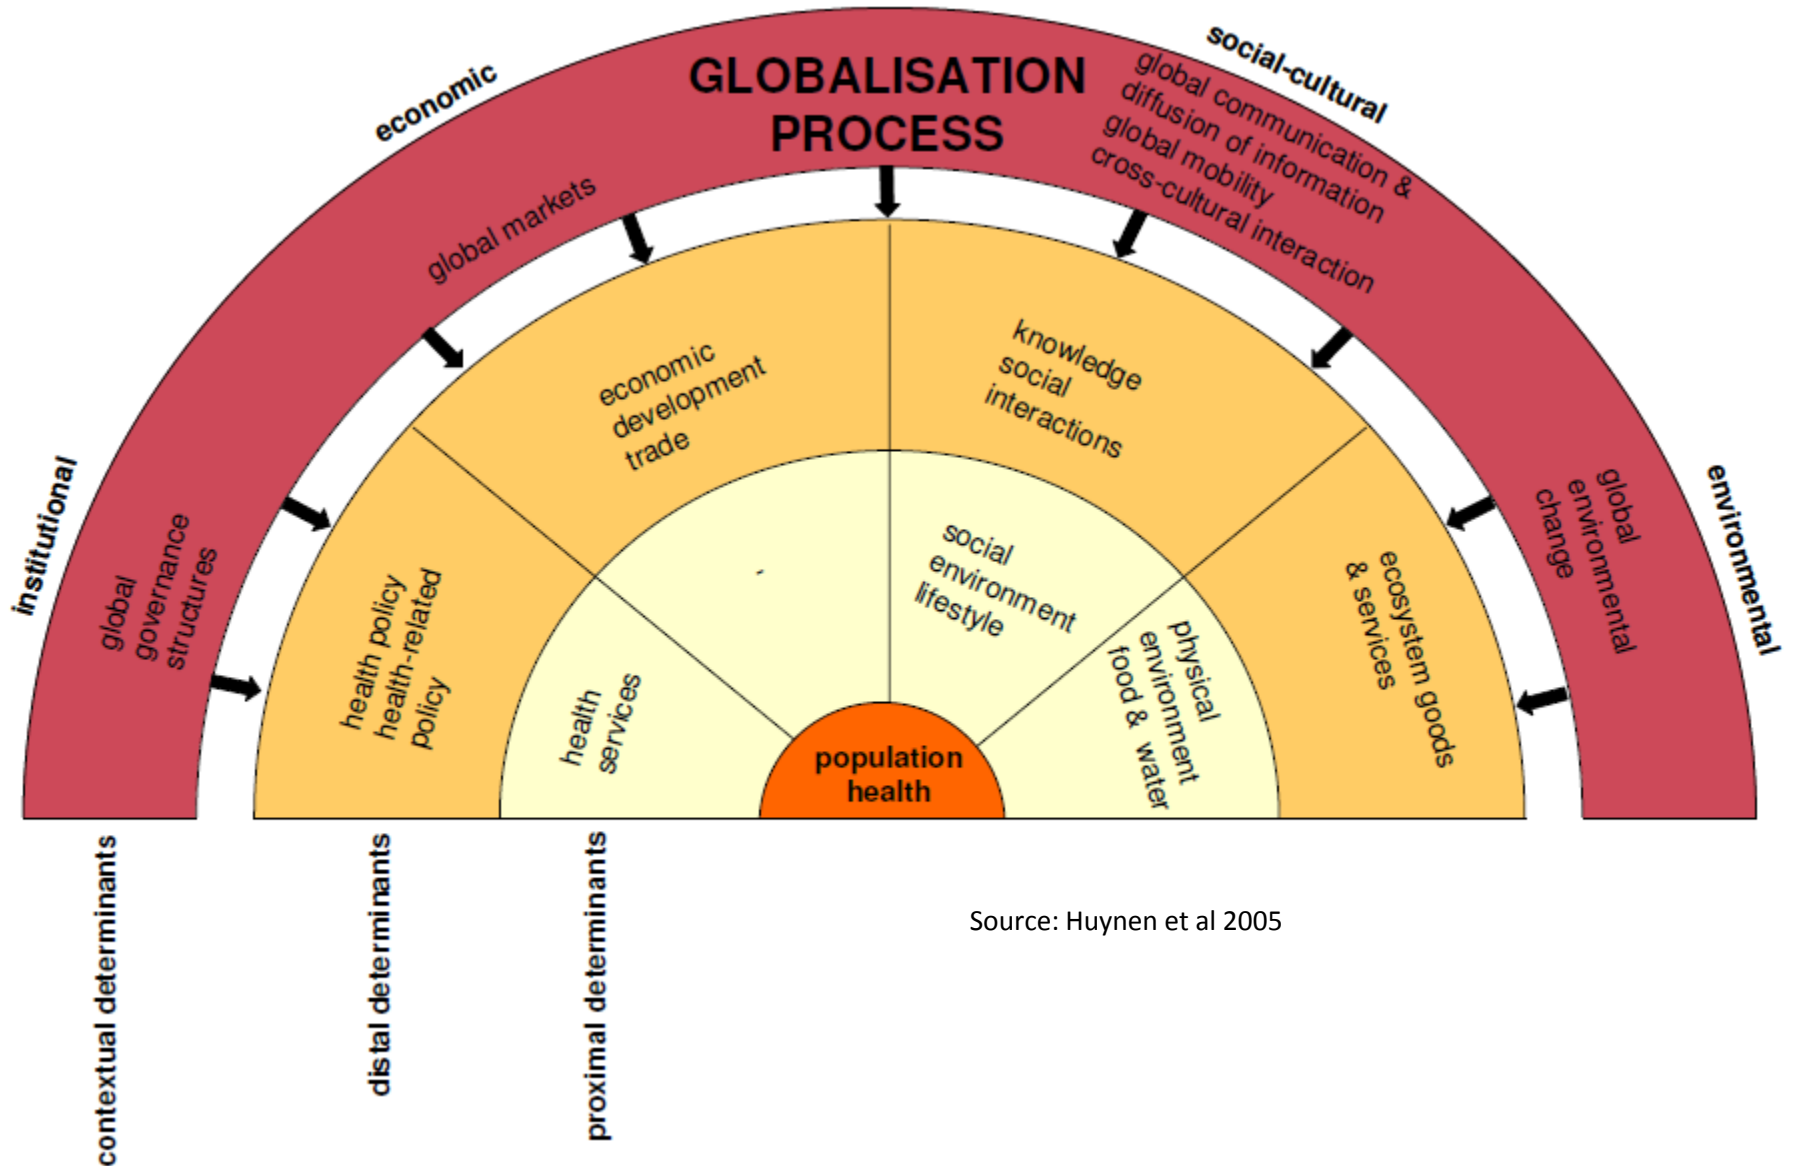 GLOBALISATION
PROCESS
institutional
economic
social-cultural
environmental
global
governance
structures
global markets
global communication &
diffusion of information
global mobility
cross-cultural interaction
global
environmental
change
health policy
health-related
policy
economic
development
trade
knowledge
social
interactions
ecosystem goods
& services
health
services
-
social
environment
lifestyle
physical
environment
food & water
population
health
contextual determinants
distal determinants
proximal determinants
Source: Huynen et al 2005